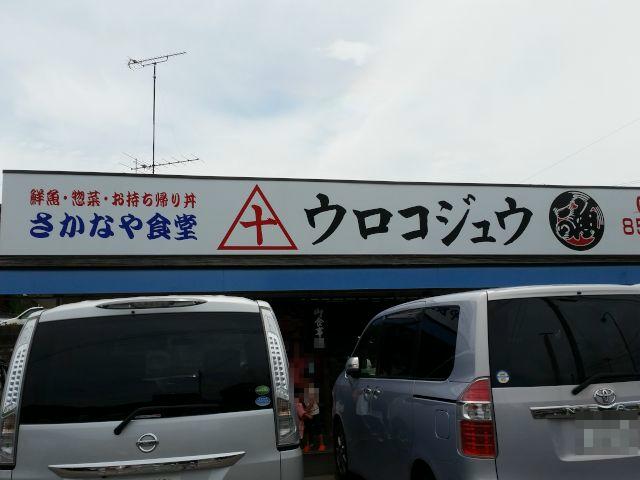 鮮魚・惣菜・お持ち帰り丼
さかなや食堂
十
ウロコジュウ
85